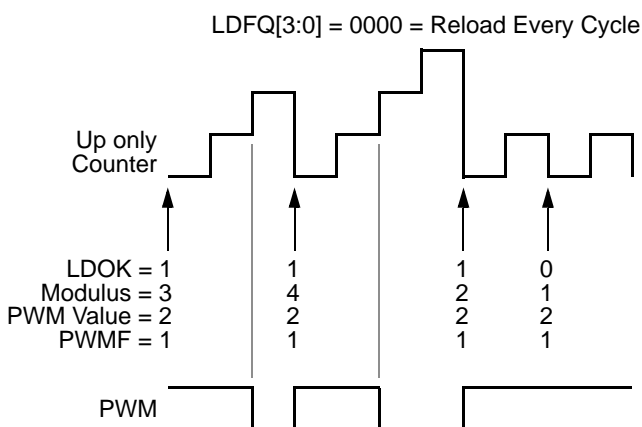 LDFQ[3:0] = 0000 = Reload Every Cycle
Up only
Counter
LDOK = 1 1 1 0
Modulus = 3 4 2 1
PWM Value = 2 2 2 2
PWMF = 1 1 1 1
PWM